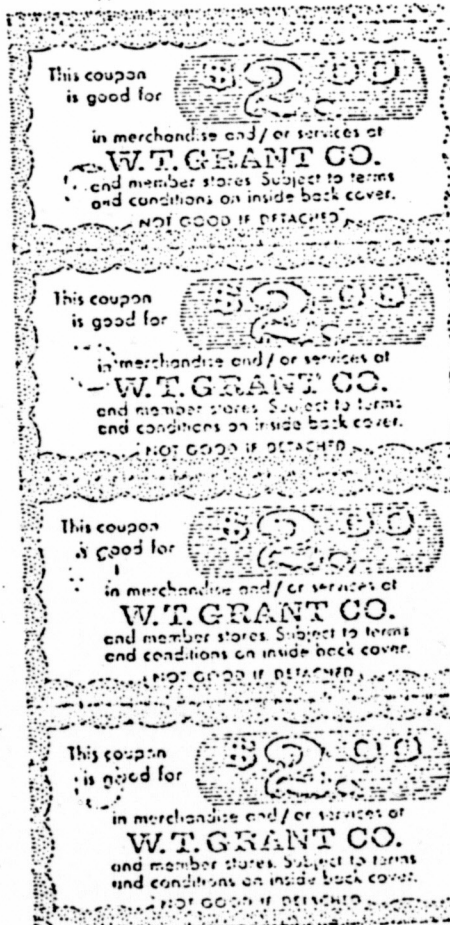 This coupon
is good for
$2.00
in merchandise and / or services at
W.T. GRANT CO.
and member stores. Subject to terms
and conditions on inside back cover.
NOT GOOD IF DETACHED
This coupon
is good for
$2.00
in merchandise and / or services at
W.T. GRANT CO.
and member stores. Subject to terms
and conditions on inside back cover.
NOT GOOD IF DETACHED
This coupon
is good for
$2.00
in merchandise and / or services at
W.T. GRANT CO.
and member stores. Subject to terms
and conditions on inside back cover.
NOT GOOD IF DETACHED
This coupon
is good for
$2.00
in merchandise and / or services at
W.T. GRANT CO.
and member stores. Subject to terms
and conditions on inside back cover.
NOT GOOD IF DETACHED